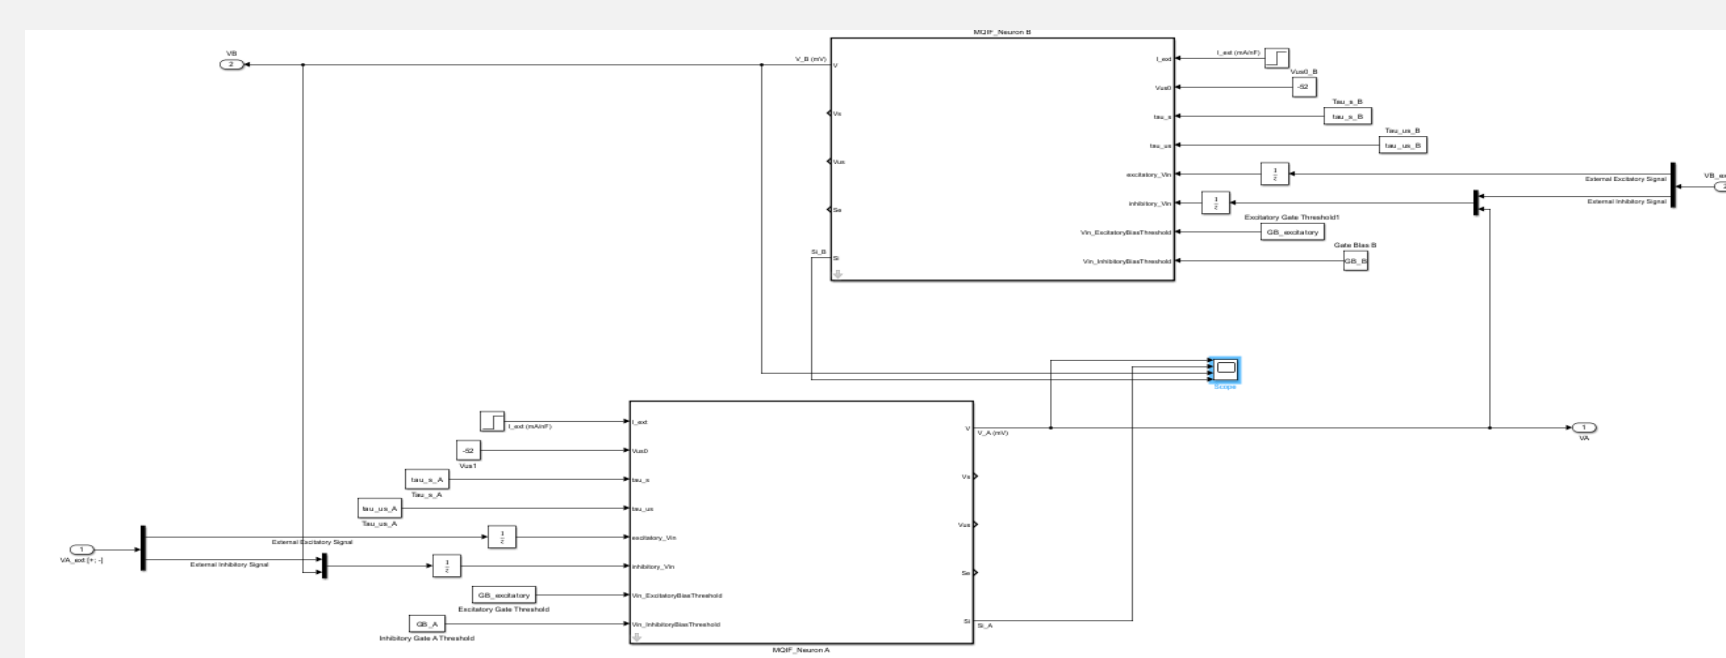 MQIF_Neuron B
VB
2
V_B (mV)
V
Vs
Vus
Se
Si_B
Si
I_ext
Vus0
tau_s
tau_us
excitatory_Vin
inhibitory_Vin
Vin_ExcitatoryBiasThreshold
Vin_InhibitoryBiasThreshold
I_ext (mA/nF)
Vus0_B
-52
Tau_s_B
tau_s_B
Tau_us_B
tau_us_B
1
z
1
z
Excitatory Gate Threshold1
GB_excitatory
Gate Bias B
GB_B
External Excitatory Signal
External Inhibitory Signal
Scope
I_ext (mA/nF)
-52
Vus1
tau_s_A
Tau_s_A
tau_us_A
Tau_us_A
1
VA_ext [+; -]
External Excitatory Signal
External Inhibitory Signal
1
z
1
z
GB_excitatory
Excitatory Gate Threshold
GB_A
Inhibitory Gate A Threshold
I_ext
Vus0
tau_s
tau_us
excitatory_Vin
inhibitory_Vin
Vin_ExcitatoryBiasThreshold
Vin_InhibitoryBiasThreshold
V
Vs
Vus
Se
Si
V_A (mV)
Si_A
1
VA
MQIF_Neuron A